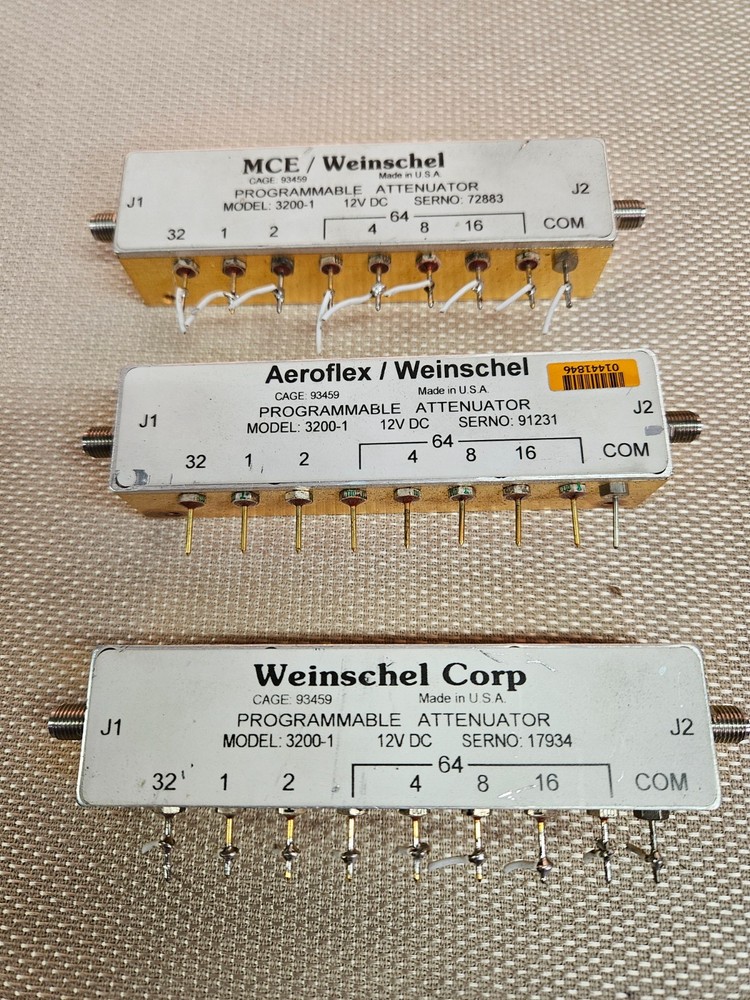 MCE / Weinschel
CAGE: 93459 Made in U.S.A.
PROGRAMMABLE ATTENUATOR
MODEL: 3200-1 12V DC SERNO: 72883
J1
J2
64
32 1 2 4 8 16 COM
Aeroflex / Weinschel
01441846
CAGE: 93459 Made in U.S.A.
PROGRAMMABLE ATTENUATOR
MODEL: 3200-1 12V DC SERNO: 91231
J1
J2
64
32 1 2 4 8 16 COM
Weinschel Corp
CAGE: 93459 Made in U.S.A.
PROGRAMMABLE ATTENUATOR
MODEL: 3200-1 12V DC SERNO: 17934
J1
J2
64
32 1 2 4 8 16 COM